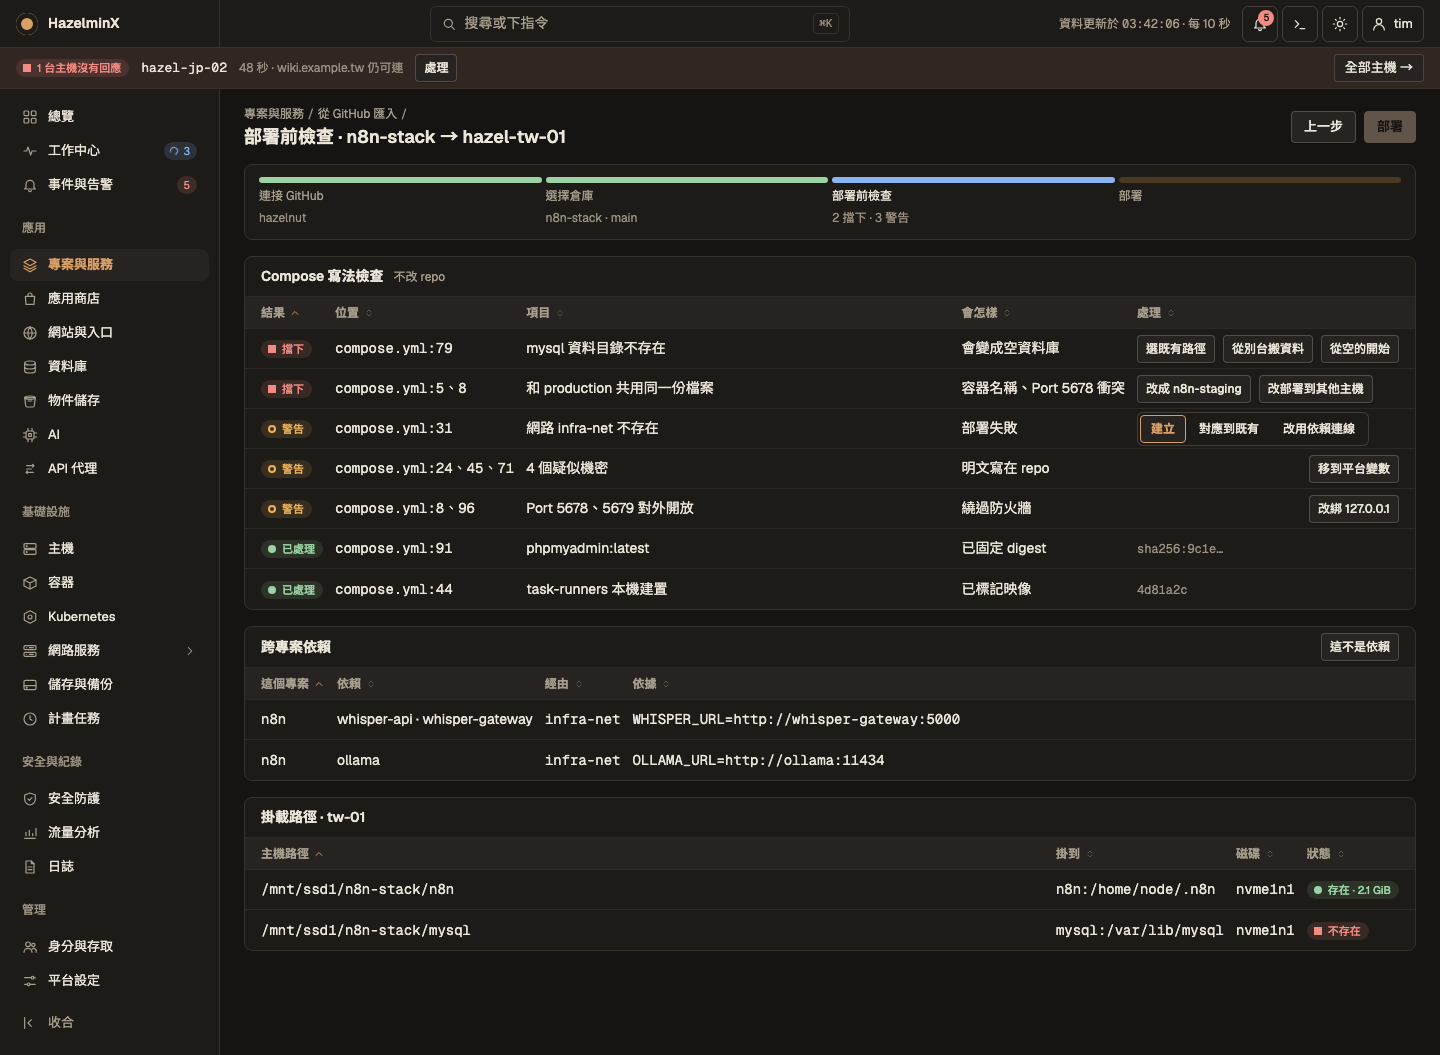 HazelminX
搜尋或下指令
⌘K
資料更新於 03:42:06 · 每 10 秒
5
tim
1 台主機沒有回應
hazel-jp-02
48 秒 · wiki.example.tw 仍可連
處理
全部主機 →
總覽
工作中心
3
事件與告警
5
應用
專案與服務
應用商店
網站與入口
資料庫
物件儲存
AI
API 代理
基礎設施
主機
容器
Kubernetes
網路服務
儲存與備份
計畫任務
安全與紀錄
安全防護
流量分析
日誌
管理
身分與存取
平台設定
收合
專案與服務 / 從 GitHub 匯入 /
部署前檢查 · n8n-stack → hazel-tw-01
上一步
部署
連接 GitHub
hazelnut
選擇倉庫
n8n-stack · main
部署前檢查
2 擋下 · 3 警告
部署
Compose 寫法檢查 不改 repo
結果 位置 項目 會怎樣 處理
擋下 compose.yml:79 mysql 資料目錄不存在 會變成空資料庫 選既有路徑 從別台搬資料 從空的開始
擋下 compose.yml:5、8 和 production 共用同一份檔案 容器名稱、Port 5678 衝突 改成 n8n-staging 改部署到其他主機
警告 compose.yml:31 網路 infra-net 不存在 部署失敗 建立 對應到既有 改用依賴連線
警告 compose.yml:24、45、71 4 個疑似機密 明文寫在 repo 移到平台變數
警告 compose.yml:8、96 Port 5678、5679 對外開放 繞過防火牆 改綁 127.0.0.1
已處理 compose.yml:91 phpmyadmin:latest 已固定 digest sha256:9c1e…
已處理 compose.yml:44 task-runners 本機建置 已標記映像 4d81a2c
跨專案依賴
這不是依賴
這個專案 依賴 經由 依據
n8n whisper-api · whisper-gateway infra-net WHISPER_URL=http://whisper-gateway:5000
n8n ollama infra-net OLLAMA_URL=http://ollama:11434
掛載路徑 · tw-01
主機路徑 掛到 磁碟 狀態
/mnt/ssd1/n8n-stack/n8n n8n:/home/node/.n8n nvme1n1 存在 · 2.1 GiB
/mnt/ssd1/n8n-stack/mysql mysql:/var/lib/mysql nvme1n1 不存在